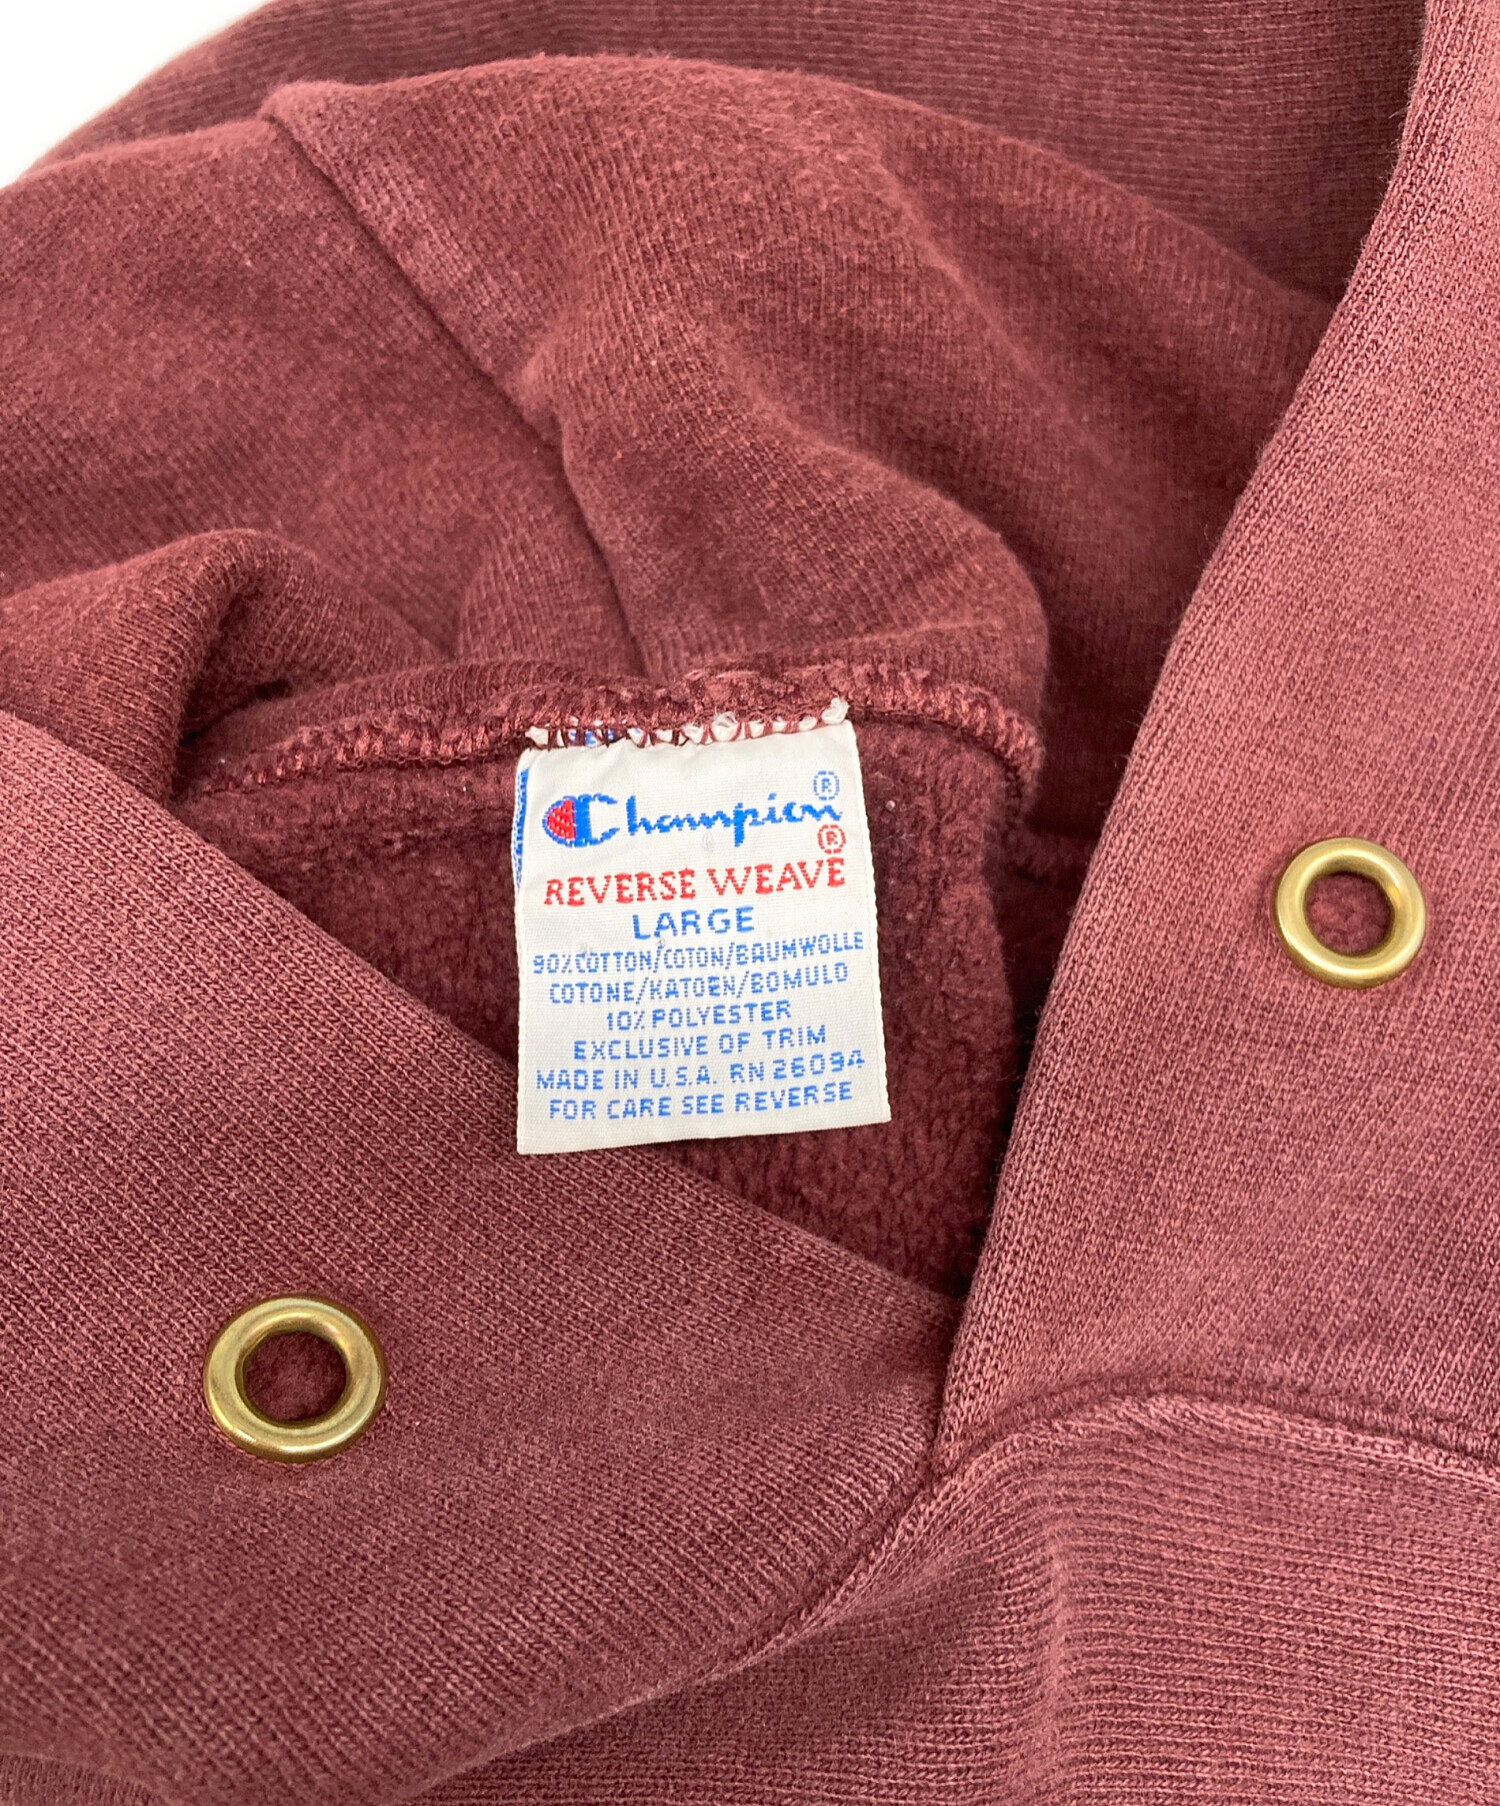 Champion®
®
REVERSE WEAVE
LARGE
90% COTTON/COTON/BAUMWOLLE
COTONE/KATOEN/BOMULD
10% POLYESTER
EXCLUSIVE OF TRIM
MADE IN U.S.A. RN 26094
FOR CARE SEE REVERSE